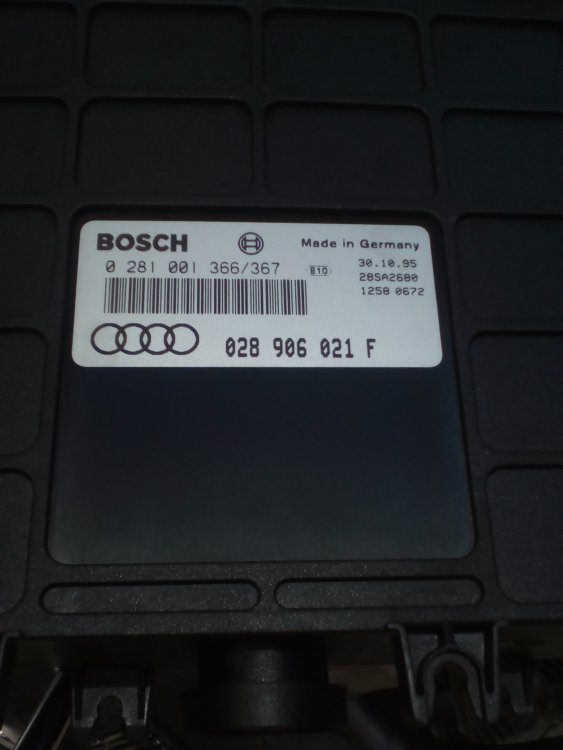 BOSCH Made in Germany
0 281 001 366/367 810 30.10.95
28SA2680
1258 0672
028 906 021 F